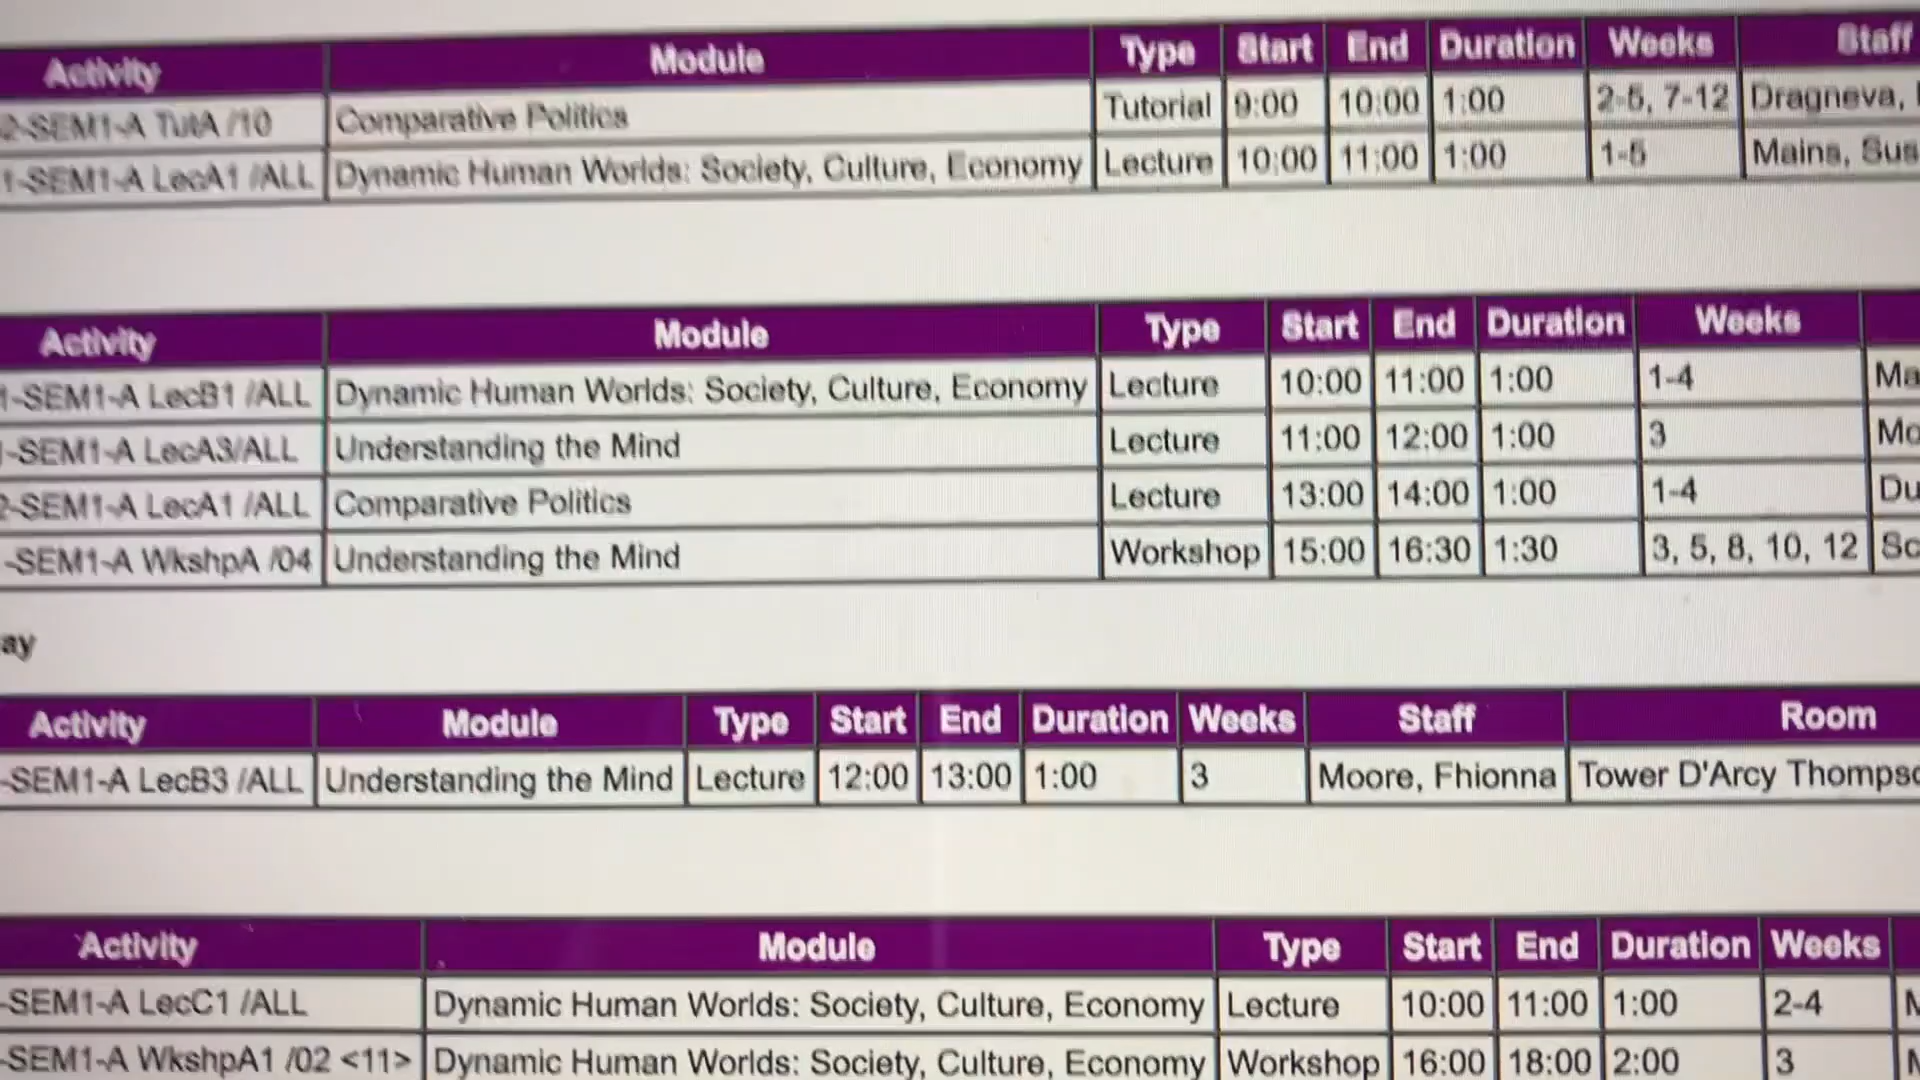 Activity Module Type Start End Duration Weeks Staff
2-SEM1-A TutA /10 Comparative Politics Tutorial 9:00 10:00 1:00 2-5, 7-12 Dragneva,
1-SEM1-A LecA1 /ALL Dynamic Human Worlds: Society, Culture, Economy Lecture 10:00 11:00 1:00 1-5 Mains, Sus
Activity Module Type Start End Duration Weeks
1-SEM1-A LecB1 /ALL Dynamic Human Worlds: Society, Culture, Economy Lecture 10:00 11:00 1:00 1-4 Ma
-SEM1-A LecA3/ALL Understanding the Mind Lecture 11:00 12:00 1:00 3 Mo
2-SEM1-A LecA1 /ALL Comparative Politics Lecture 13:00 14:00 1:00 1-4 Du
-SEM1-A WkshpA /04 Understanding the Mind Workshop 15:00 16:30 1:30 3, 5, 8, 10, 12 Sc
ay
Activity Module Type Start End Duration Weeks Staff Room
-SEM1-A LecB3 /ALL Understanding the Mind Lecture 12:00 13:00 1:00 3 Moore, Fhionna Tower D'Arcy Thompso
Activity Module Type Start End Duration Weeks
-SEM1-A LecC1 /ALL Dynamic Human Worlds: Society, Culture, Economy Lecture 10:00 11:00 1:00 2-4 M
-SEM1-A WkshpA1 /02 <11> Dynamic Human Worlds: Society, Culture, Economy Workshop 16:00 18:00 2:00 3 M